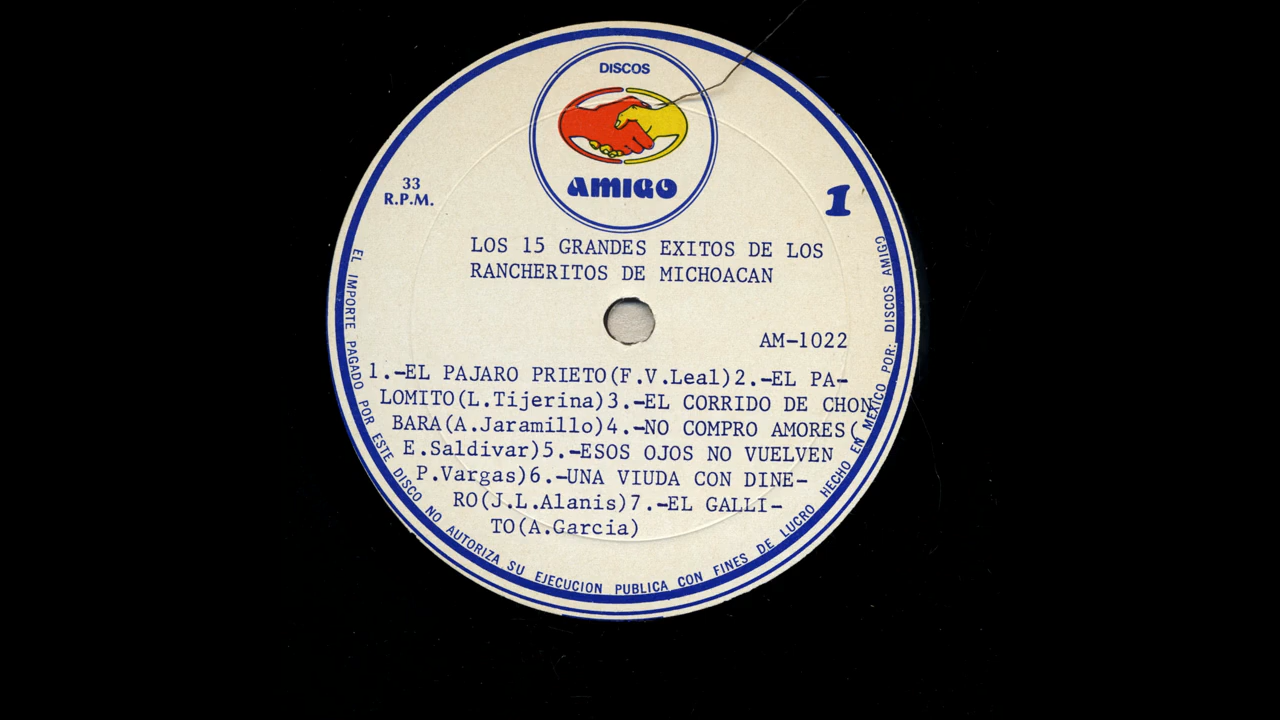 DISCOS
AMIGO
33
R.P.M.
1
LOS 15 GRANDES EXITOS DE LOS
RANCHERITOS DE MICHOACAN
AM-1022
1.-EL PAJARO PRIETO(F.V.Leal)2.-EL PA-
LOMITO(L.Tijerina)3.-EL CORRIDO DE CHON
BARA(A.Jaramillo)4.-NO COMPRO AMORES(
E.Saldivar)5.-ESOS OJOS NO VUELVEN
P.Vargas)6.-UNA VIUDA CON DINE-
RO(J.L.Alanis)7.-EL GALLI-
TO(A.Garcia)
EL IMPORTE PAGADO POR ESTE DISCO NO AUTORIZA SU EJECUCION PUBLICA CON FINES DE LUCRO HECHO EN MEXICO POR: DISCOS AMIGO